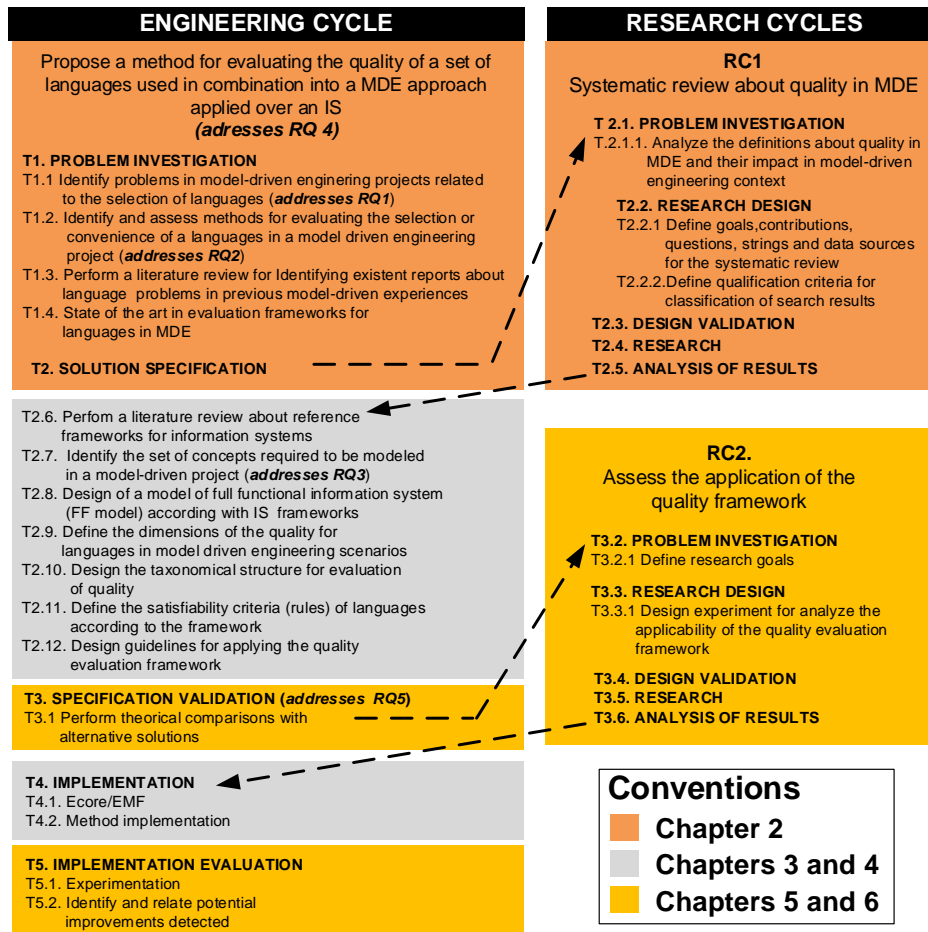 ENGINEERING CYCLE
Propose a method for evaluating the quality of a set of
languages used in combination into a MDE approach
applied over an IS
(adresses RQ 4)
T1. PROBLEM INVESTIGATION
T1.1 Identify problems in model-driven enginering projects related
to the selection of languages (addresses RQ1)
T1.2. Identify and assess methods for evaluating the selection or
convenience of a languages in a model driven engineering
project (addresses RQ2)
T1.3. Perform a literature review for Identifying existent reports about
language problems in previous model-driven experiences
T1.4. State of the art in evaluation frameworks for
languages in MDE
T2. SOLUTION SPECIFICATION
T2.6. Perfom a literature review about reference
frameworks for information systems
T2.7. Identify the set of concepts required to be modeled
in a model-driven project (addresses RQ3)
T2.8. Design of a model of full functional information system
(FF model) according with IS frameworks
T2.9. Define the dimensions of the quality for
languages in model driven engineering scenarios
T2.10. Design the taxonomical structure for evaluation
of quality
T2.11. Define the satisfiability criteria (rules) of languages
according to the framework
T2.12. Design guidelines for applying the quality
evaluation framework
T3. SPECIFICATION VALIDATION (addresses RQ5)
T3.1 Perform theorical comparisons with
alternative solutions
T4. IMPLEMENTATION
T4.1. Ecore/EMF
T4.2. Method implementation
T5. IMPLEMENTATION EVALUATION
T5.1. Experimentation
T5.2. Identify and relate potential
improvements detected
RESEARCH CYCLES
RC1
Systematic review about quality in MDE
T 2.1. PROBLEM INVESTIGATION
T.2.1.1. Analyze the definitions about quality in
MDE and their impact in model-driven
engineering context
T2.2. RESEARCH DESIGN
T2.2.1 Define goals,contributions,
questions, strings and data sources
for the systematic review
T2.2.2.Define qualification criteria for
classification of search results
T2.3. DESIGN VALIDATION
T2.4. RESEARCH
T2.5. ANALYSIS OF RESULTS
RC2.
Assess the application of the
quality framework
T3.2. PROBLEM INVESTIGATION
T3.2.1 Define research goals
T3.3. RESEARCH DESIGN
T3.3.1 Design experiment for analyze the
applicability of the quality evaluation
framework
T3.4. DESIGN VALIDATION
T3.5. RESEARCH
T3.6. ANALYSIS OF RESULTS
Conventions
Chapter 2
Chapters 3 and 4
Chapters 5 and 6